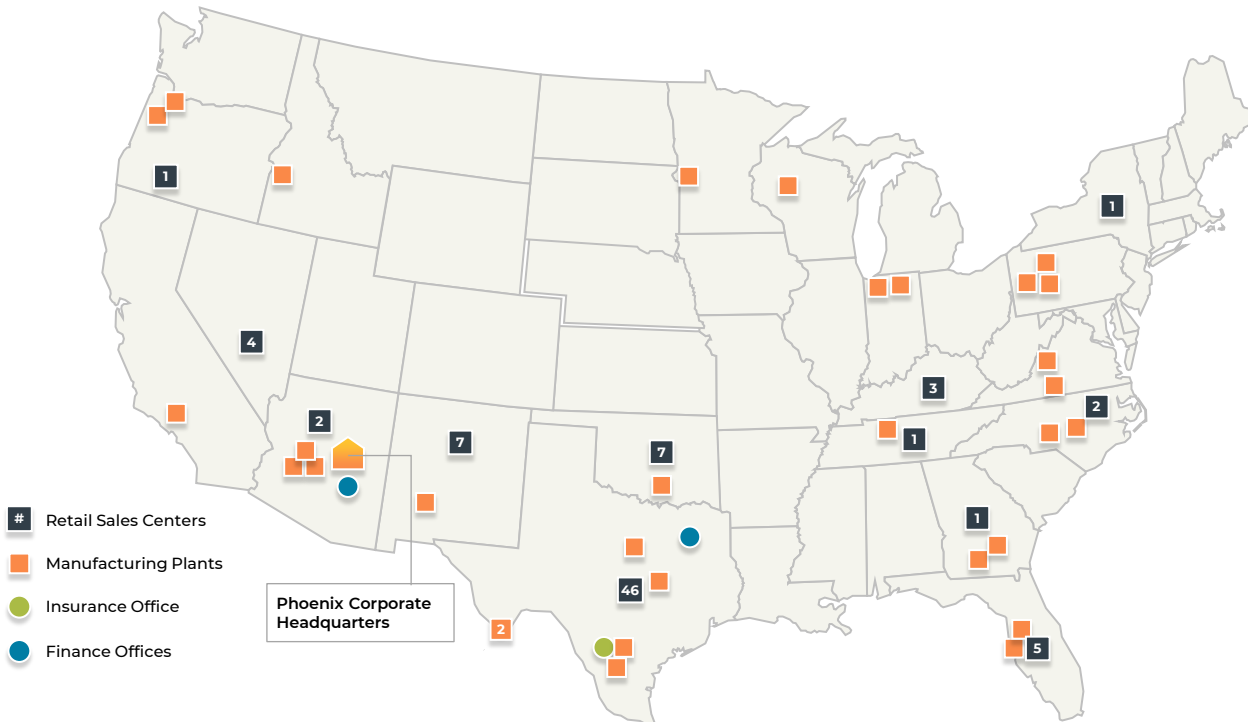 1
1
4
3
2
2
7
7
1
1
46
2
5
# Retail Sales Centers
Manufacturing Plants
Insurance Office
Finance Offices
Phoenix Corporate
Headquarters